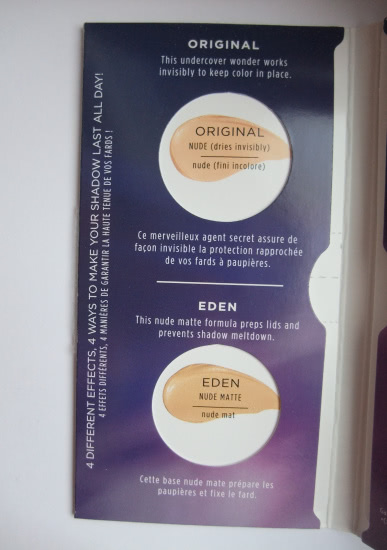 4 DIFFERENT EFFECTS, 4 WAYS TO MAKE YOUR SHADOW LAST ALL DAY!
4 EFFETS DIFFÉRENTS, 4 MANIÈRES DE GARANTIR LA HAUTE TENUE DE VOS FARDS !
ORIGINAL
This undercover wonder works
invisibly to keep color in place.
ORIGINAL
NUDE (dries invisibly)
nude (fini incolore)
Ce merveilleux agent secret assure de
façon invisible la protection rapprochée
de vos fards à paupières.
EDEN
This nude matte formula preps lids and
prevents shadow meltdown.
EDEN
NUDE MATTE
nude mat
Cette base nude mate prépare les
paupières et fixe le fard.